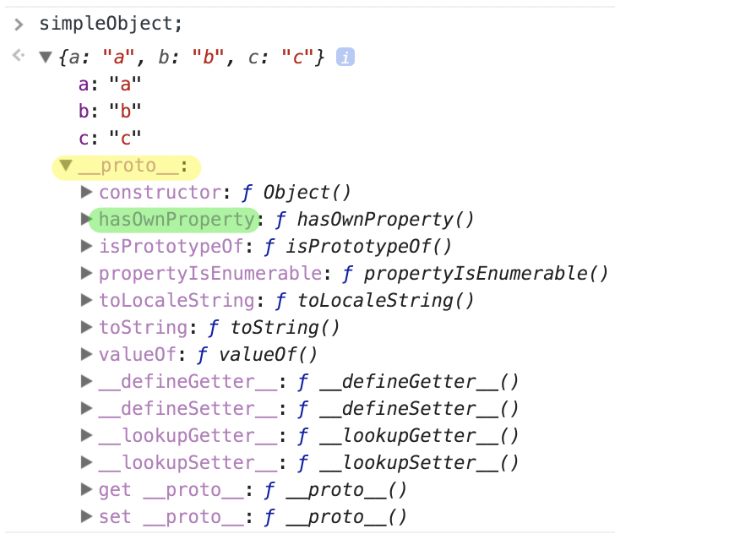 > simpleObject;
<· ▼ {a: "a", b: "b", c: "c"} i
a: "a"
b: "b"
c: "c"
▼ __proto__:
▶ constructor: ƒ Object()
▶ hasOwnProperty: ƒ hasOwnProperty()
▶ isPrototypeOf: ƒ isPrototypeOf()
▶ propertyIsEnumerable: ƒ propertyIsEnumerable()
▶ toLocaleString: ƒ toLocaleString()
▶ toString: ƒ toString()
▶ valueOf: ƒ valueOf()
▶ __defineGetter__: ƒ __defineGetter__()
▶ __defineSetter__: ƒ __defineSetter__()
▶ __lookupGetter__: ƒ __lookupGetter__()
▶ __lookupSetter__: ƒ __lookupSetter__()
▶ get __proto__: ƒ __proto__()
▶ set __proto__: ƒ __proto__()